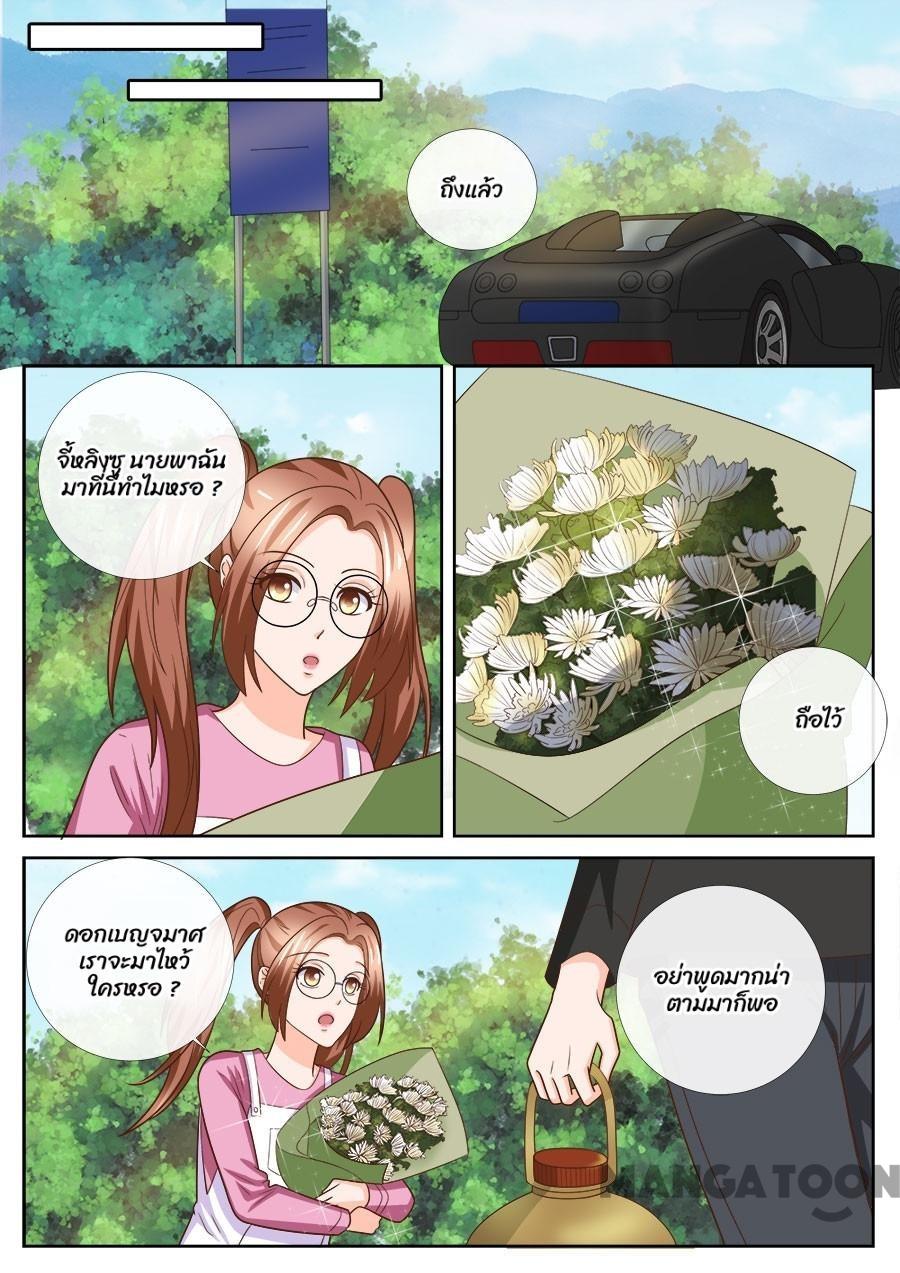 ถึงแล้ว
จี้หลิงซู นายพาฉัน
มาที่นี่ทำไมหรอ ?
ถือไว้
ดอกเบญจมาศ
เราจะมาไหว้
ใครหรอ ?
อย่าพูดมากน่า
ตามมาก็พอ
MANGATOON